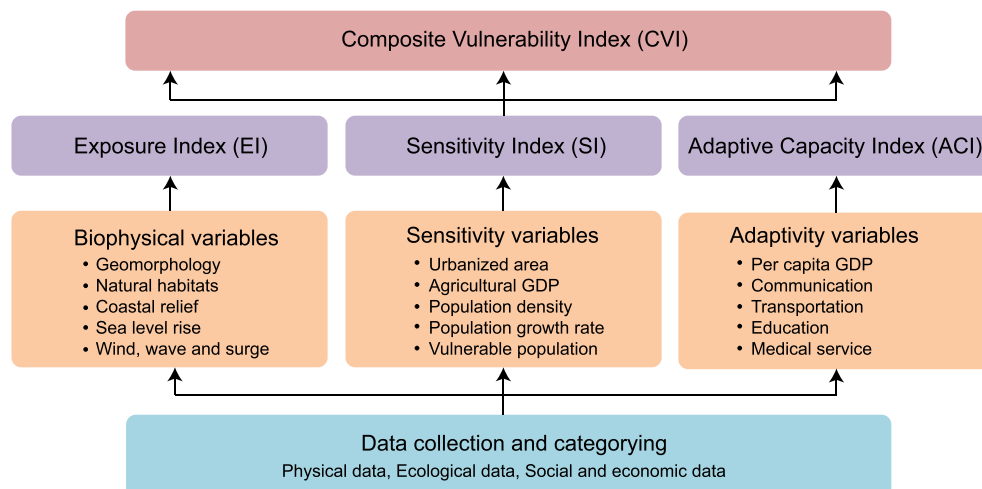 Composite Vulnerability Index (CVI)
Exposure Index (EI)
Sensitivity Index (SI)
Adaptive Capacity Index (ACI)
Biophysical variables
• Geomorphology
• Natural habitats
• Coastal relief
• Sea level rise
• Wind, wave and surge
Sensitivity variables
• Urbanized area
• Agricultural GDP
• Population density
• Population growth rate
• Vulnerable population
Adaptivity variables
• Per capita GDP
• Communication
• Transportation
• Education
• Medical service
Data collection and categorying
Physical data, Ecological data, Social and economic data